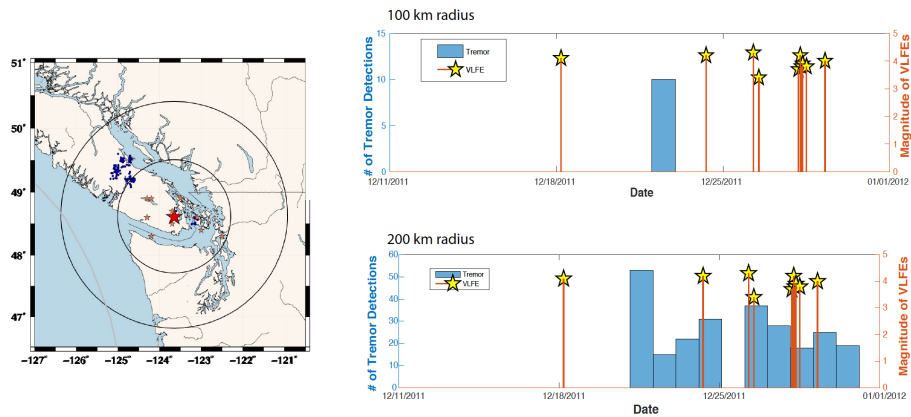 51°
50°
49°
48°
47°
−127° −126° −125° −124° −123° −122° −121°
100 km radius
# of Tremor Detections
15
10
5
0
Tremor
VLFE
5
4
3
2
1
0
Magnitude of VLFEs
12/11/2011 12/18/2011 12/25/2011 01/01/2012
Date
200 km radius
# of Tremor Detections
60
50
40
30
20
10
0
Tremor
VLFE
5
4
3
2
1
0
Magnitude of VLFEs
12/11/2011 12/18/2011 12/25/2011 01/01/2012
Date